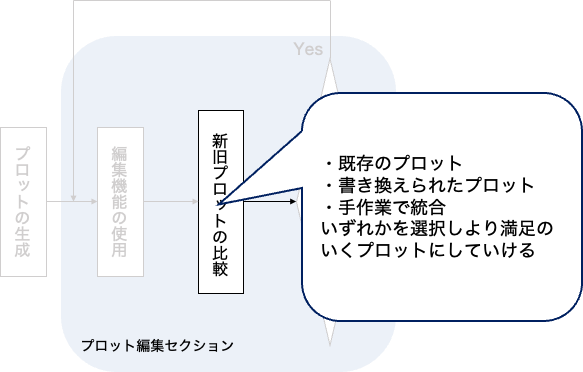 Yes
プロットの生成
編集機能の使用
新旧プロットの比較
・既存のプロット
・書き換えられたプロット
・手作業で統合
いずれかを選択しより満足の
いくプロットにしていける
プロット編集セクション